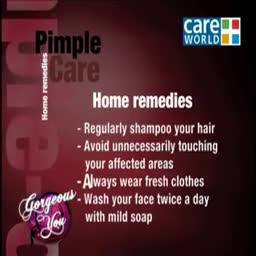 Pimple
Care
Home remedies
care
WORLD
Home remedies
- Regularly shampoo your hair
- Avoid unnecessarily touching
your affected areas
- Always wear fresh clothes
- Wash your face twice a day
with mild soap
Gorgeous
You